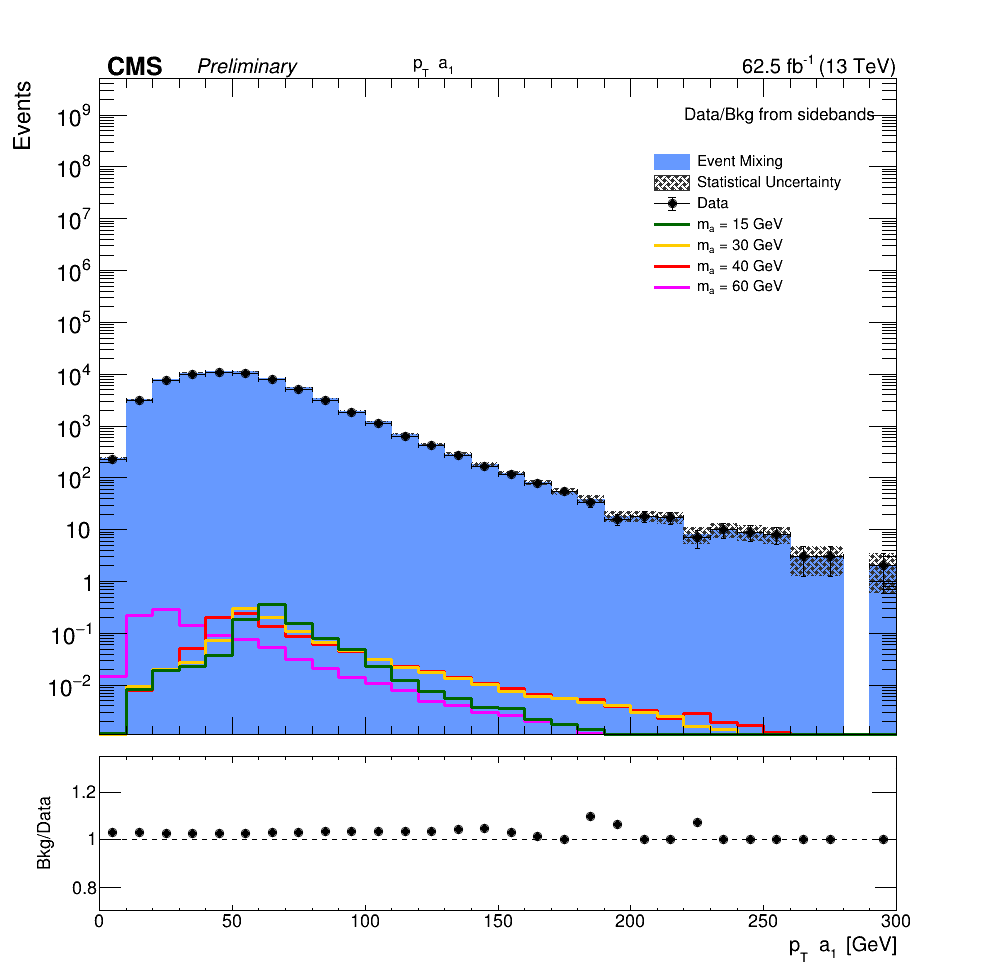 CMS Preliminary p_T a_1 62.5 fb^-1 (13 TeV)
Events
Data/Bkg from sidebands
Event Mixing
Statistical Uncertainty
Data
m_a = 15 GeV
m_a = 30 GeV
m_a = 40 GeV
m_a = 60 GeV
10^9
10^8
10^7
10^6
10^5
10^4
10^3
10^2
10
1
10^-1
10^-2
Bkg/Data
1.2
1
0.8
0 50 100 150 200 250 300
p_T a_1 [GeV]